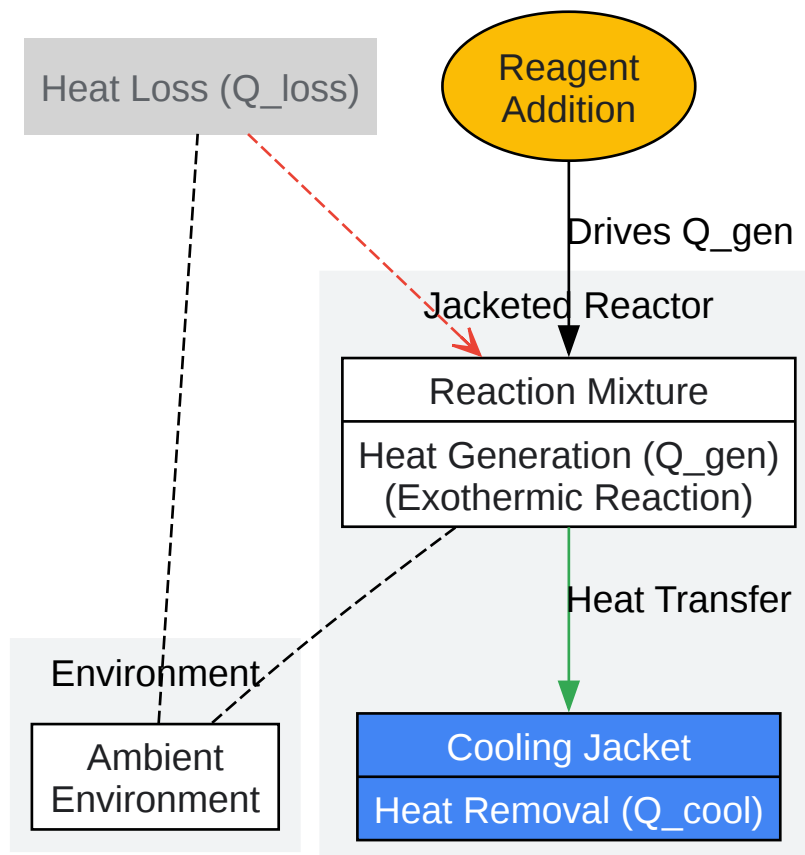 Heat Loss (Q_loss)
Reagent
Addition
Drives Q_gen
Jacketed Reactor
Reaction Mixture
Heat Generation (Q_gen)
(Exothermic Reaction)
Heat Transfer
Environment
Ambient
Environment
Cooling Jacket
Heat Removal (Q_cool)